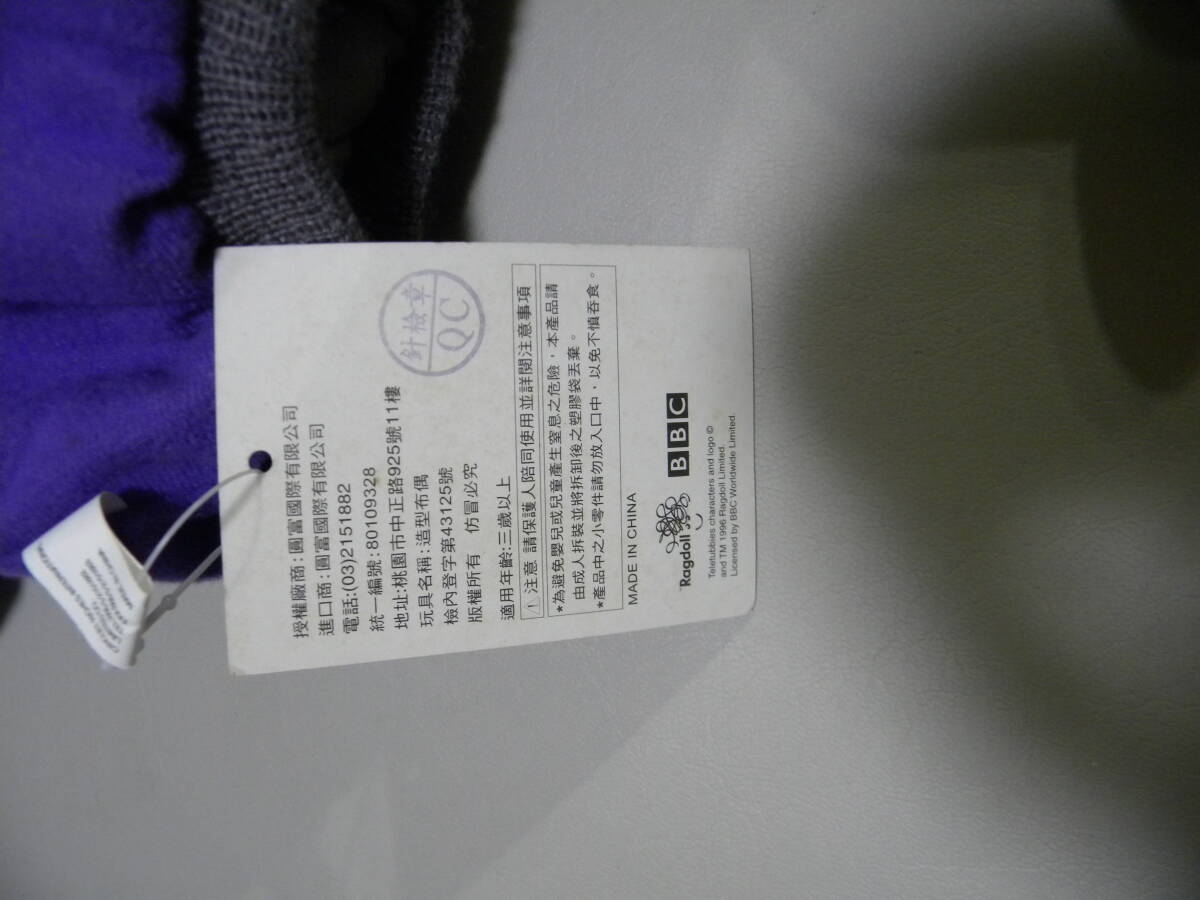 授權廠商:圓富國際有限公司
進口商:圓富國際有限公司
電話:(03)2151882
統一編號:80109328
地址:桃園市中正路925號11樓
玩具名稱:造型布偶
檢內登字第43125號
版權所有 仿冒必究
適用年齡:三歲以上
針檢章
QC
注意 請保護人陪同使用並詳閱注意事項
*為避免嬰兒或兒童產生窒息之危險,本產品請
由成人拆裝並將拆卸後之塑膠袋丟棄。
*產品中之小零件請勿放入口中,以免不慎吞食。
MADE IN CHINA
Ragdoll
BBC
Teletubbies characters and logo ©
and TM 1996 Ragdoll Limited.
Licensed by BBC Worldwide Limited.